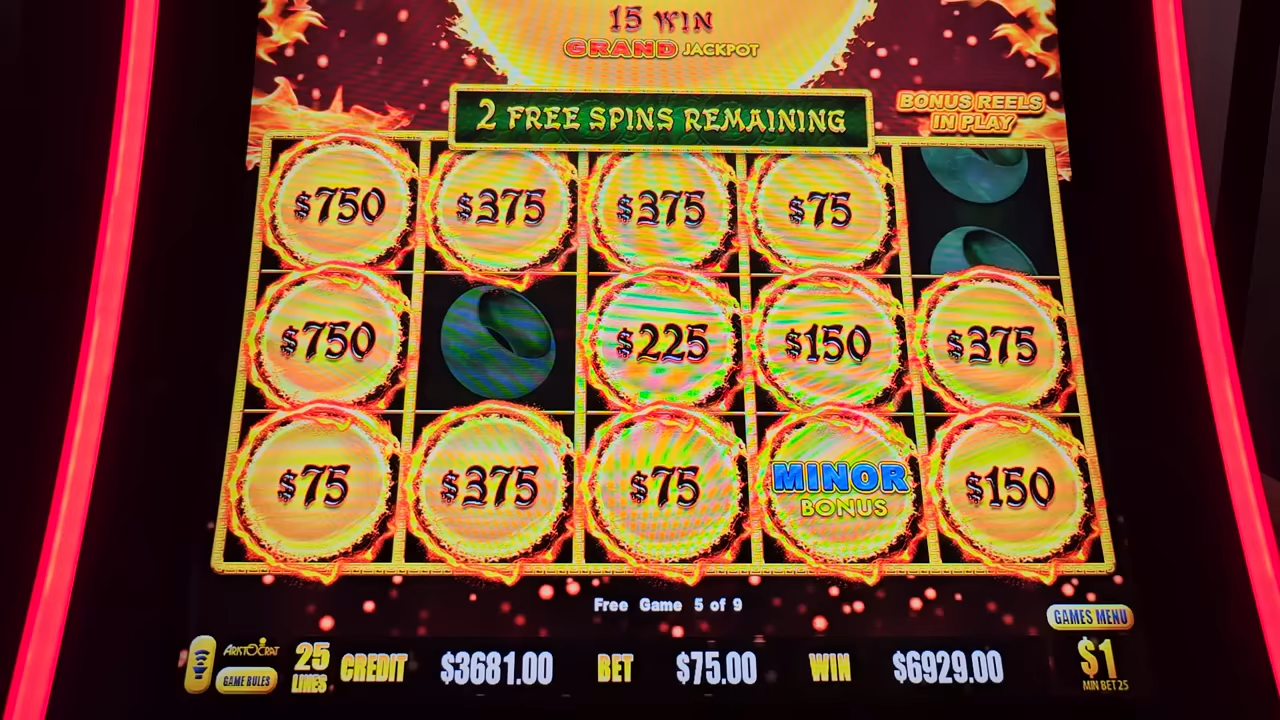 15 WIN
GRAND JACKPOT
2 FREE SPINS REMAINING
BONUS REELS
IN PLAY
$750 $375 $375 $75
$750 $225 $150 $375
$75 $375 $75 MINOR BONUS $150
Free Game 5 of 9
GAMES MENU
ARISTOCRAT
GAME RULES
25 LINES
CREDIT $3681.00 BET $75.00 WIN $6929.00
$1
MIN BET 25